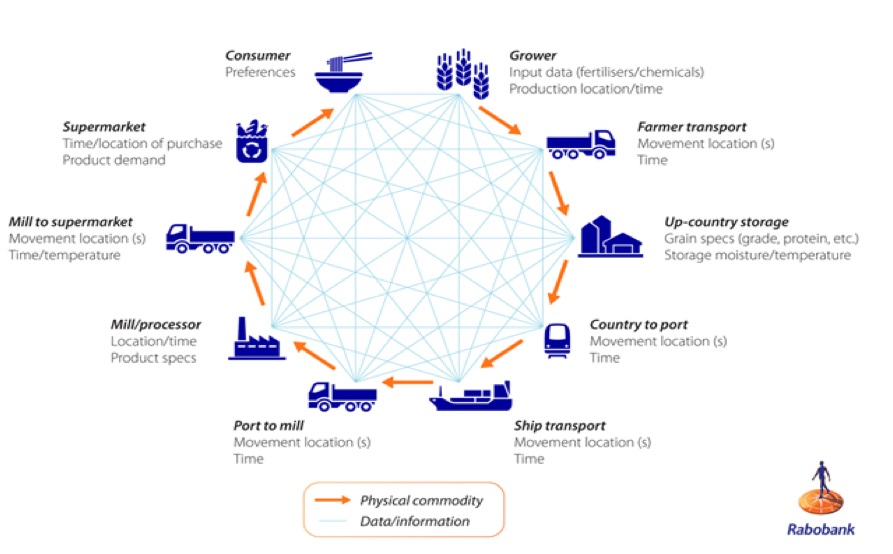 Consumer
Preferences
Grower
Input data (fertilisers/chemicals)
Production location/time
Supermarket
Time/location of purchase
Product demand
Farmer transport
Movement location (s)
Time
Mill to supermarket
Movement location (s)
Time/temperature
Up-country storage
Grain specs (grade, protein, etc.)
Storage moisture/temperature
Mill/processor
Location/time
Product specs
Country to port
Movement location (s)
Time
Port to mill
Movement location (s)
Time
Ship transport
Movement location (s)
Time
Physical commodity
Data/information
Rabobank